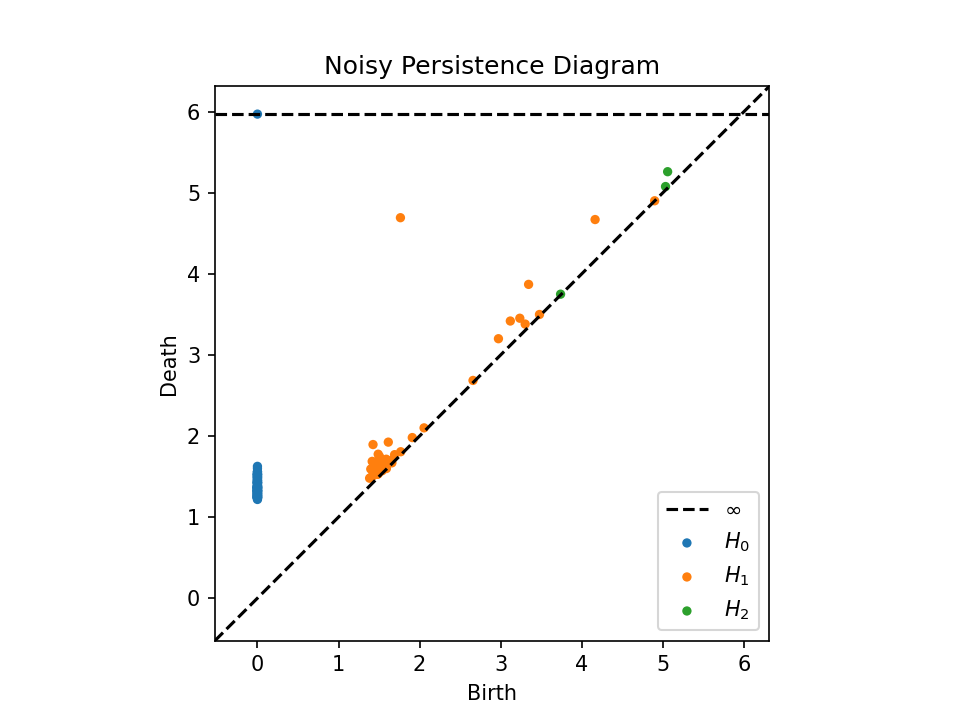 Noisy Persistence Diagram
Death
6
5
4
3
2
1
0
∞
H₀
H₁
H₂
0 1 2 3 4 5 6
Birth